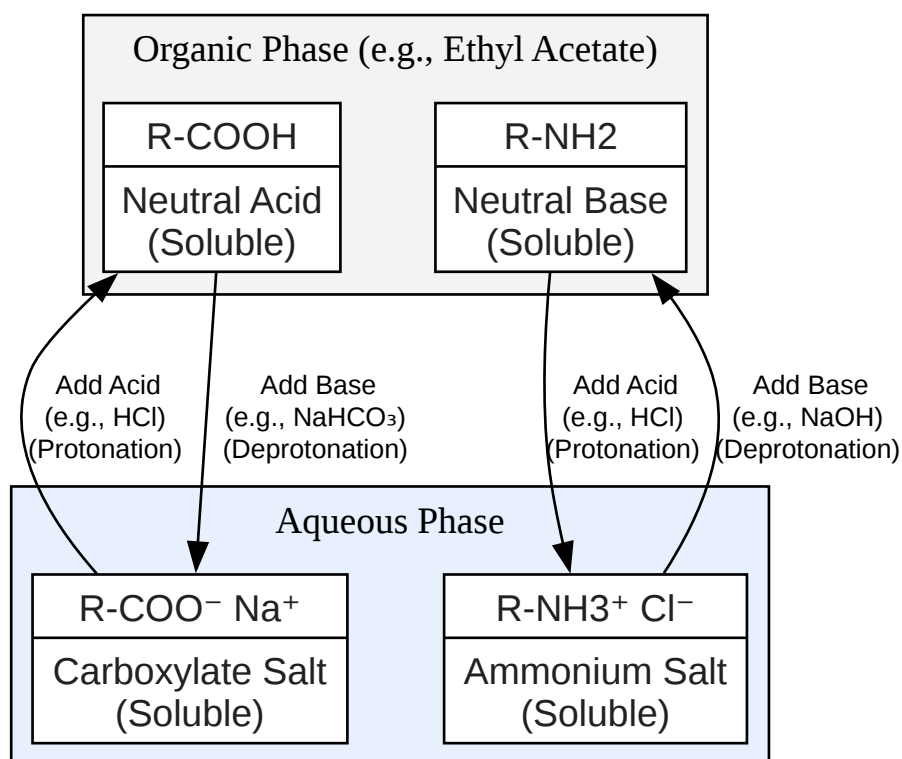 Organic Phase (e.g., Ethyl Acetate)
R-COOH
Neutral Acid
(Soluble)
R-NH2
Neutral Base
(Soluble)
Add Acid
(e.g., HCl)
(Protonation)
Add Base
(e.g., NaHCO₃)
(Deprotonation)
Add Acid
(e.g., HCl)
(Protonation)
Add Base
(e.g., NaOH)
(Deprotonation)
Aqueous Phase
R-COO⁻ Na⁺
Carboxylate Salt
(Soluble)
R-NH3⁺ Cl⁻
Ammonium Salt
(Soluble)